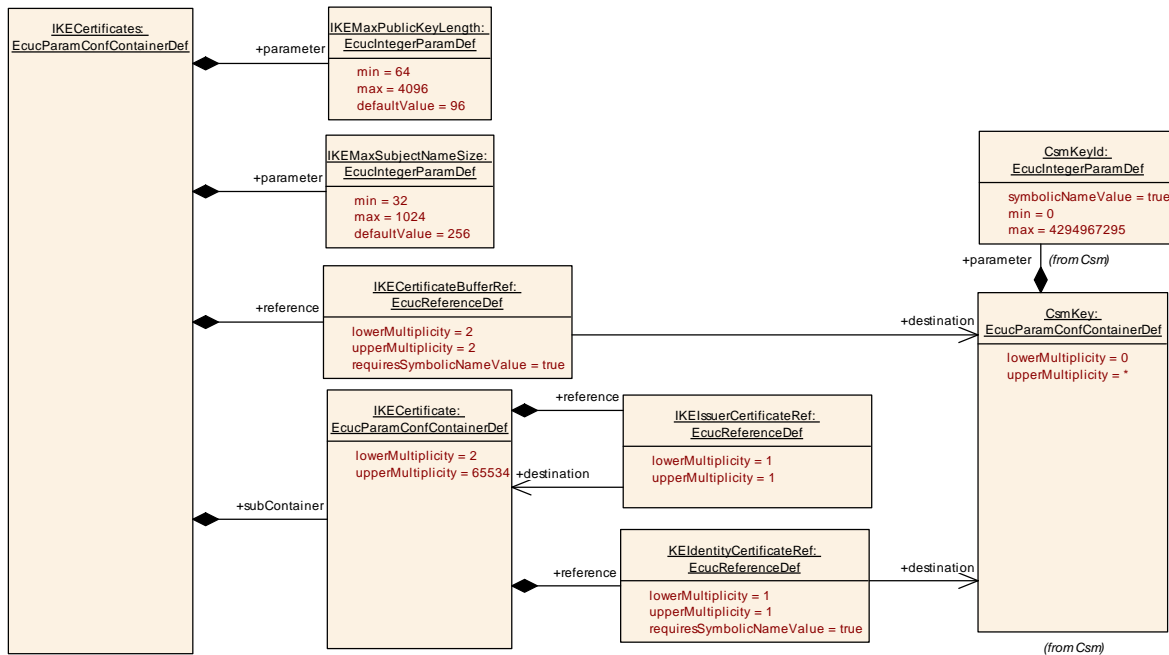 IKECertificates:
EcucParamConfContainerDef
+parameter
IKEMaxPublicKeyLength:
EcucIntegerParamDef
min = 64
max = 4096
defaultValue = 96
+parameter
IKEMaxSubjectNameSize:
EcucIntegerParamDef
min = 32
max = 1024
defaultValue = 256
CsmKeyId:
EcucIntegerParamDef
symbolicNameValue = true
min = 0
max = 4294967295
+parameter
(from Csm)
+reference
IKECertificateBufferRef:
EcucReferenceDef
lowerMultiplicity = 2
upperMultiplicity = 2
requiresSymbolicNameValue = true
+destination
CsmKey:
EcucParamConfContainerDef
lowerMultiplicity = 0
upperMultiplicity = *
+subContainer
IKECertificate:
EcucParamConfContainerDef
lowerMultiplicity = 2
upperMultiplicity = 65534
+reference
IKEIssuerCertificateRef:
EcucReferenceDef
lowerMultiplicity = 1
upperMultiplicity = 1
+destination
+reference
KEIdentityCertificateRef:
EcucReferenceDef
lowerMultiplicity = 1
upperMultiplicity = 1
requiresSymbolicNameValue = true
+destination
(from Csm)